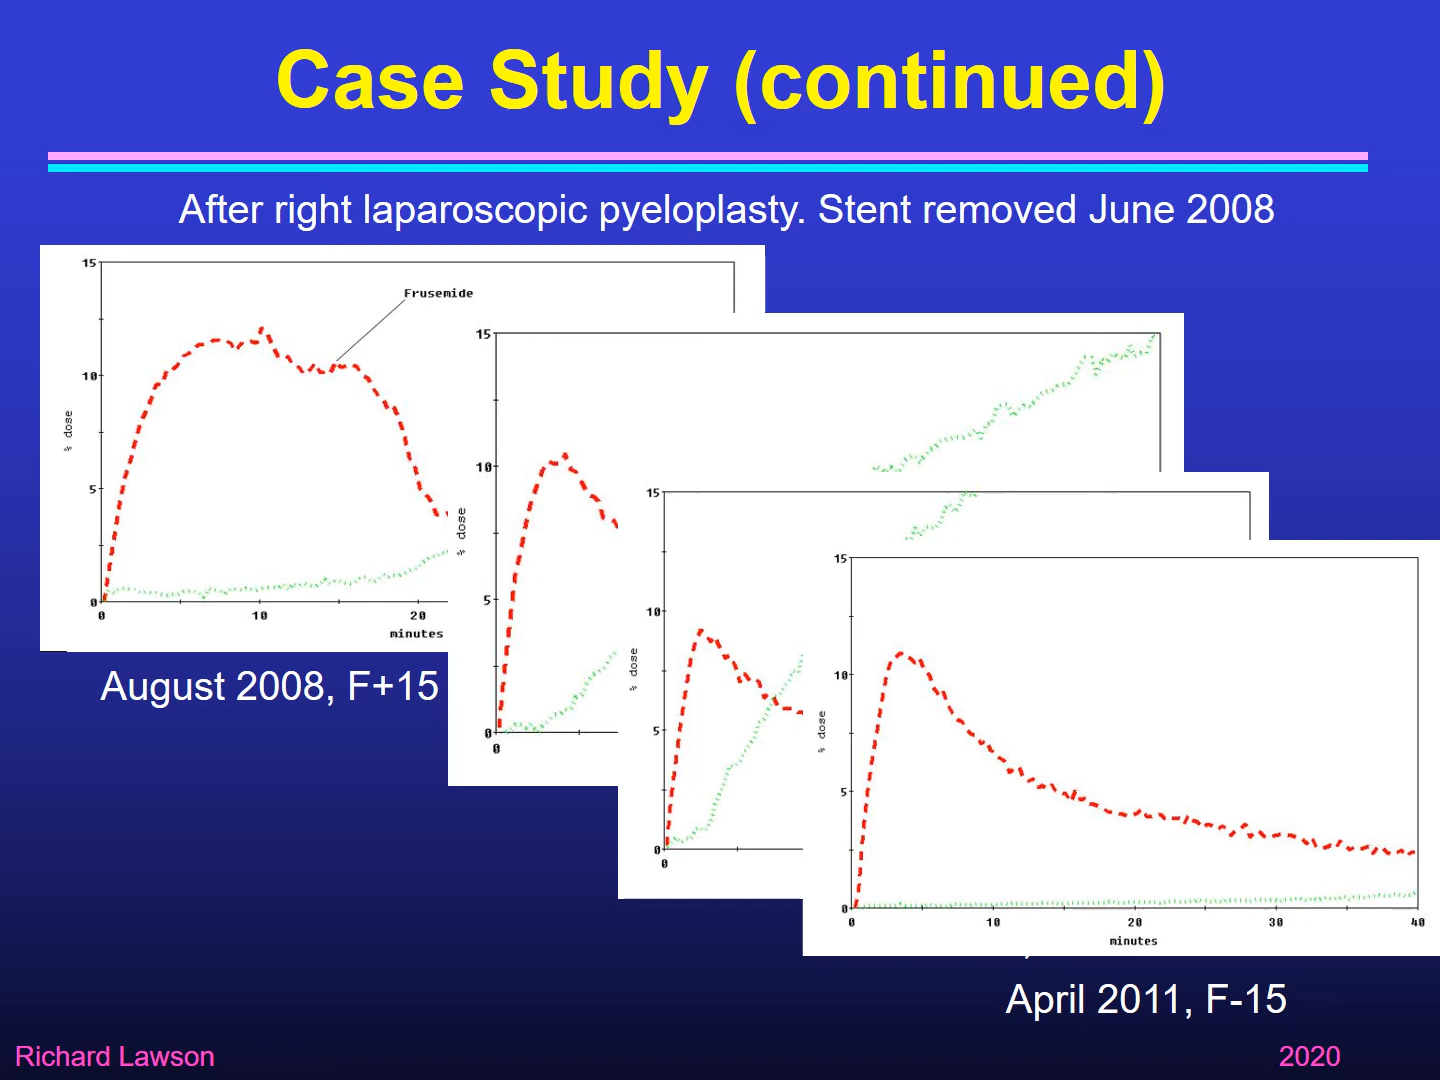 Case Study (continued)
After right laparoscopic pyeloplasty. Stent removed June 2008
15
10
5
0
% dose
Frusemide
0 10 20
minutes
August 2008, F+15
15
10
5
0
% dose
0
15
10
5
0
% dose
0
15
10
5
0
% dose
0 10 20 30 40
minutes
April 2011, F-15
Richard Lawson
2020